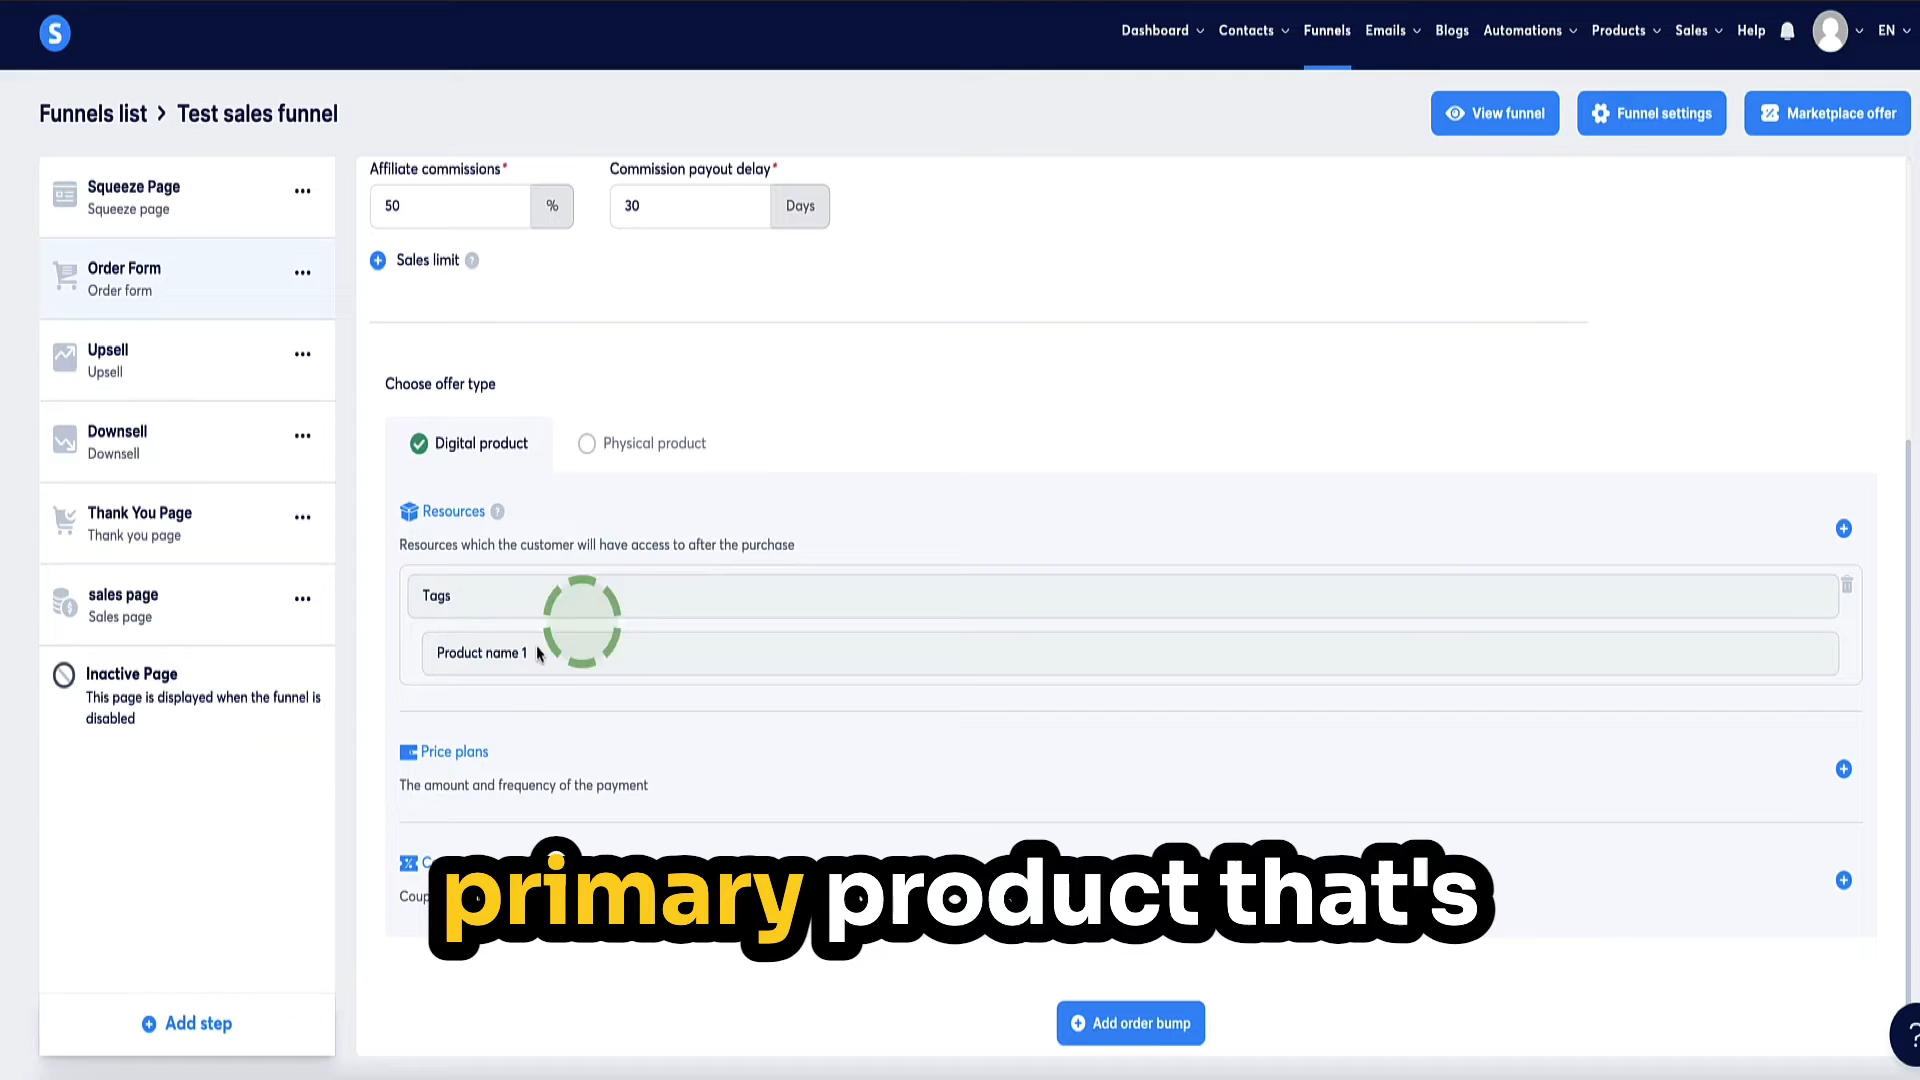 S
Dashboard Contacts Funnels Emails Blogs Automations Products Sales Help EN
Funnels list > Test sales funnel
View funnel Funnel settings Marketplace offer
Squeeze Page
Squeeze page
Order Form
Order form
Upsell
Upsell
Downsell
Downsell
Thank You Page
Thank you page
sales page
Sales page
Inactive Page
This page is displayed when the funnel is
disabled
Add step
Affiliate commissions* Commission payout delay*
50 % 30 Days
Sales limit ?
Choose offer type
Digital product Physical product
Resources ?
Resources which the customer will have access to after the purchase
Tags
Product name 1
Price plans
The amount and frequency of the payment
primary product that's
Add order bump
?